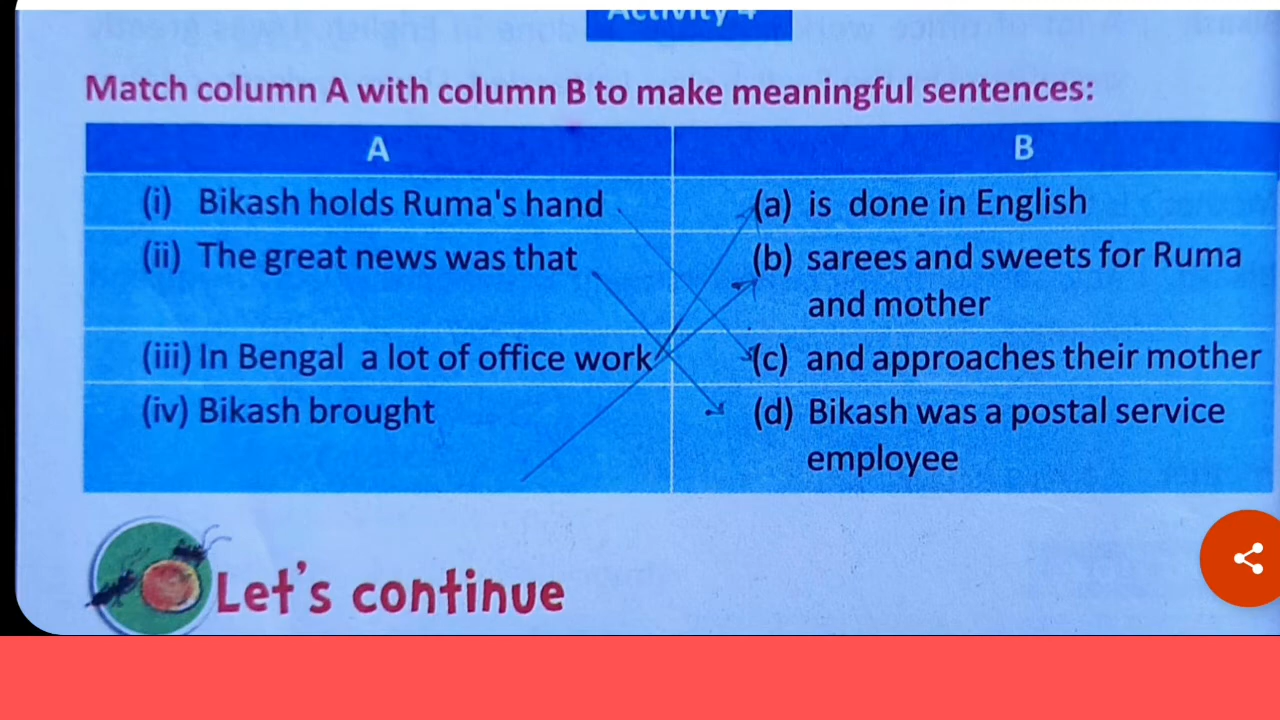 Activity 4
Match column A with column B to make meaningful sentences:
A
B
(i) Bikash holds Ruma's hand
(a) is done in English
(ii) The great news was that
(b) sarees and sweets for Ruma
and mother
(iii) In Bengal a lot of office work
(c) and approaches their mother
(iv) Bikash brought
(d) Bikash was a postal service
employee
Let's continue